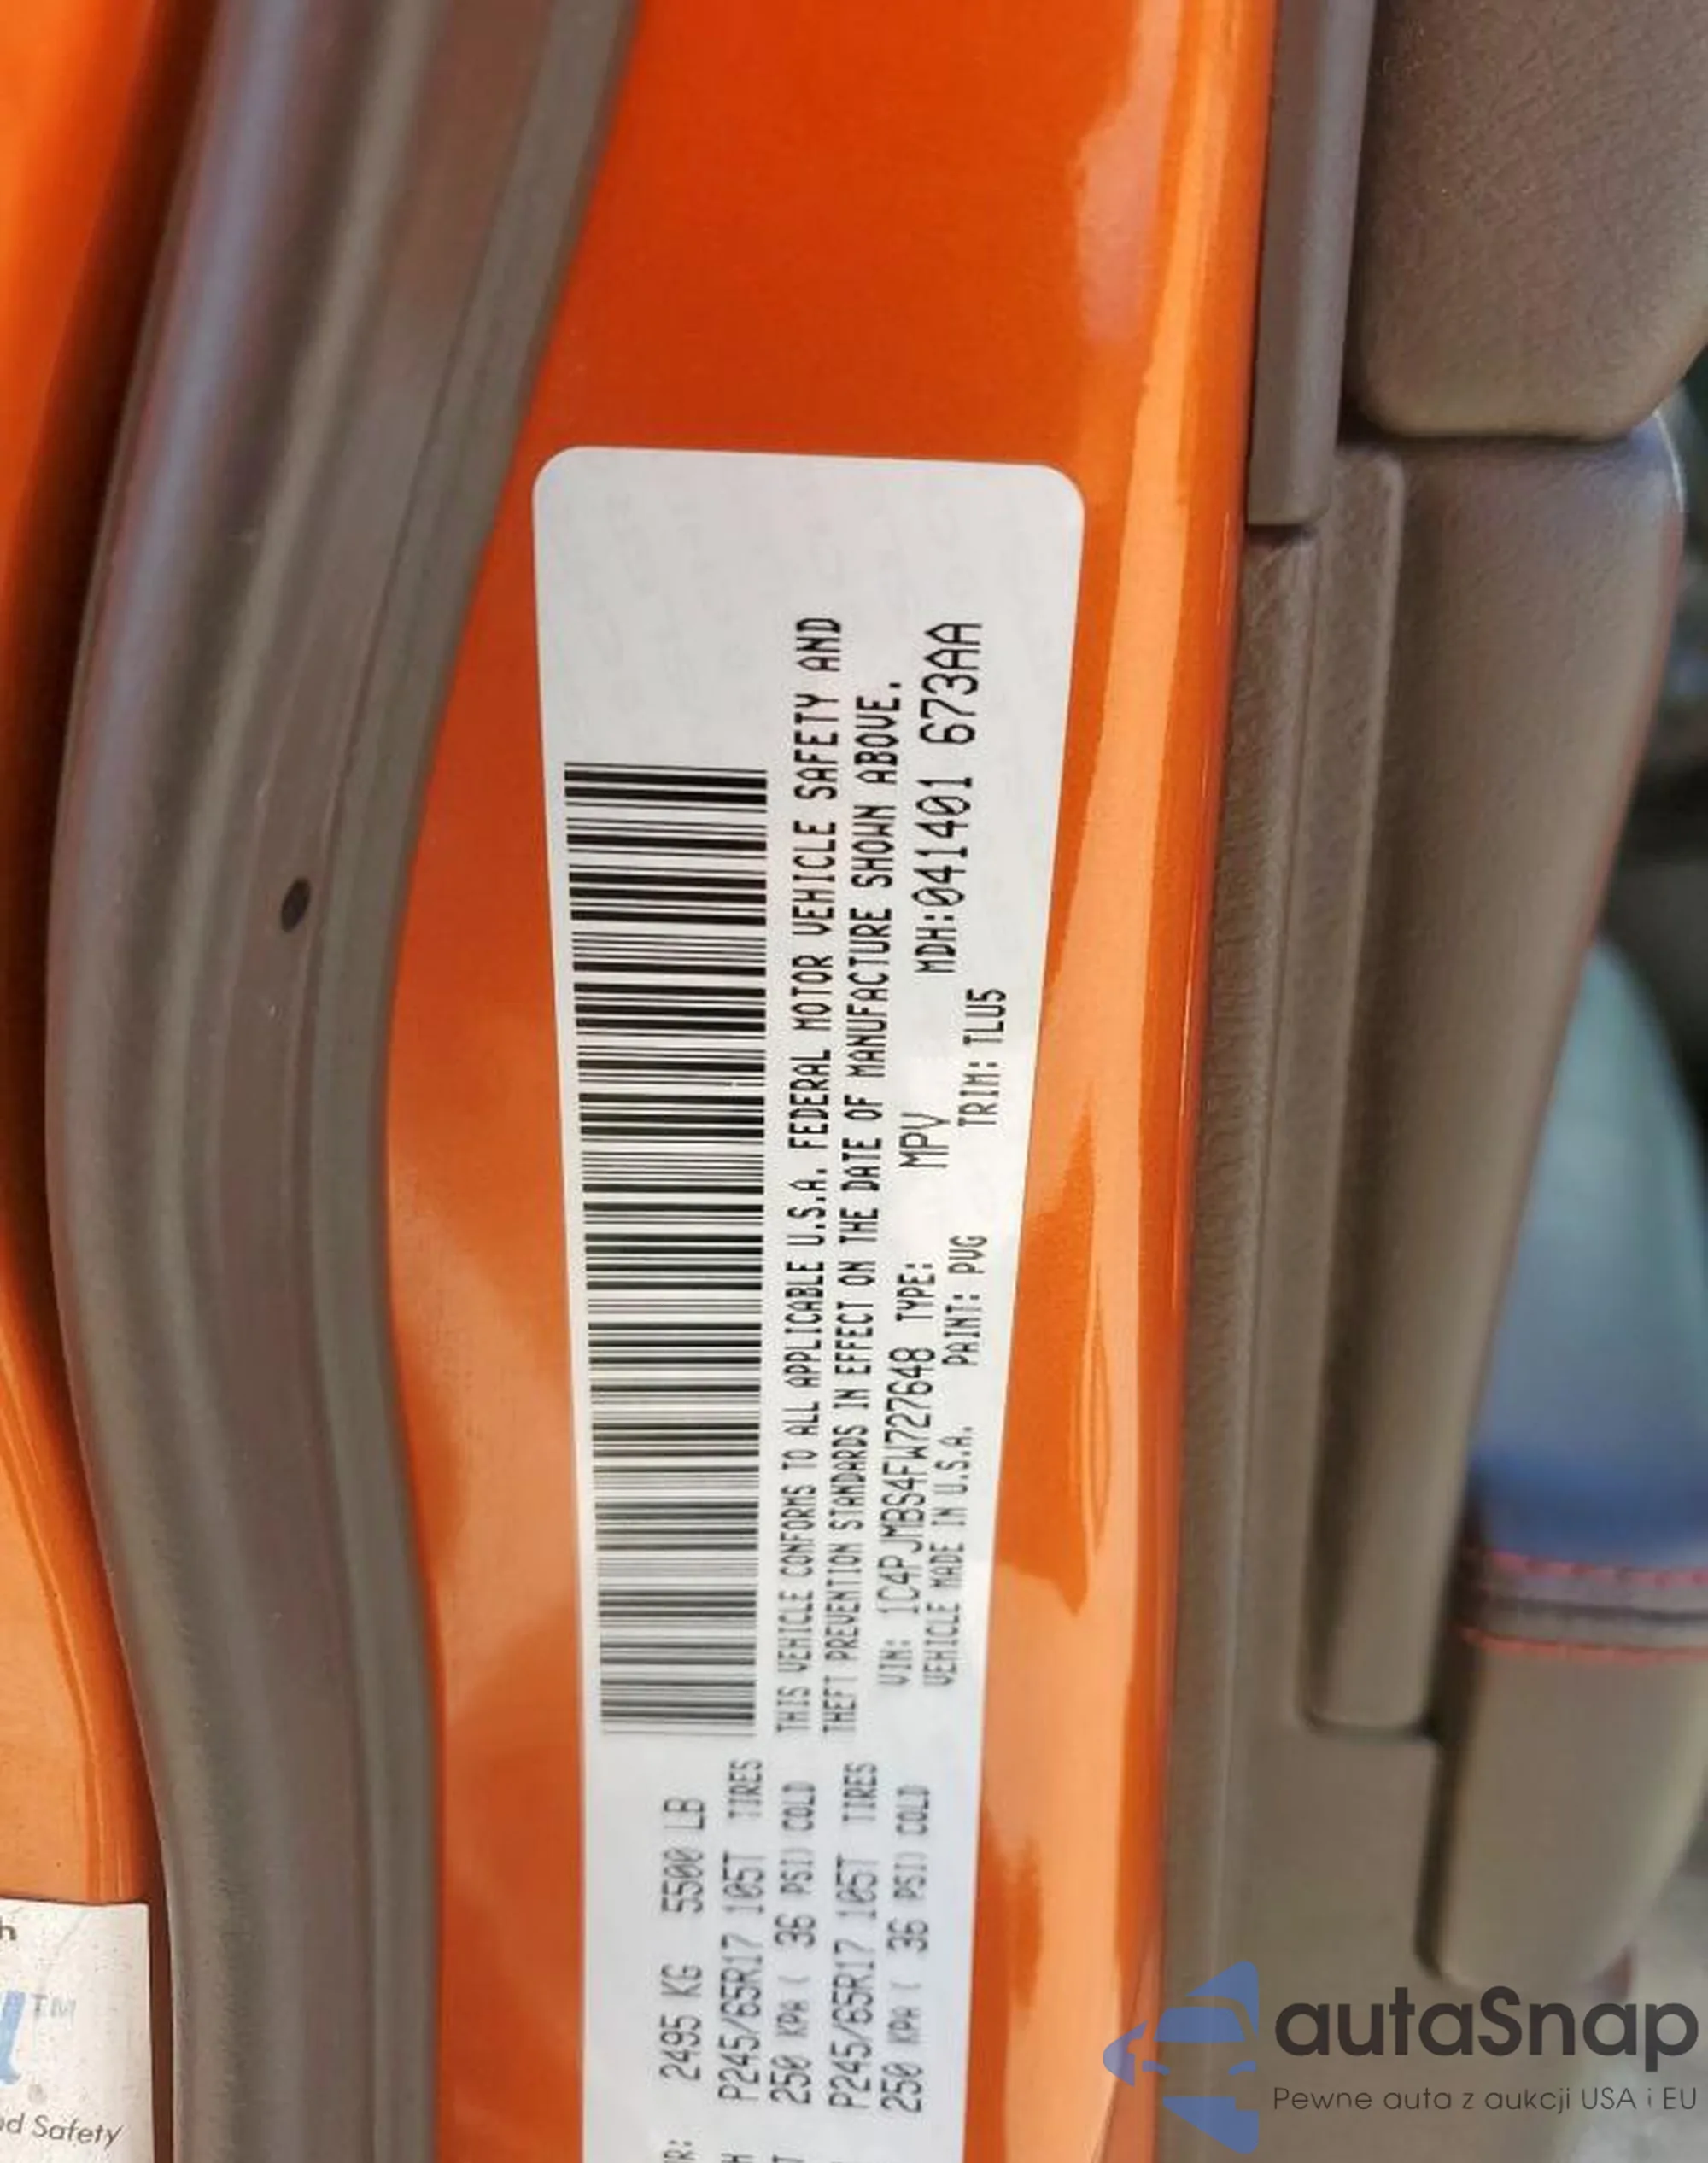 2495 KG 5500 LB
P245/65R17 105T TIRES
250 KPA ( 36 PSI) COLD
P245/65R17 105T TIRES
250 KPA ( 36 PSI) COLD
THIS VEHICLE CONFORMS TO ALL APPLICABLE U.S.A. FEDERAL MOTOR VEHICLE SAFETY AND
THEFT PREVENTION STANDARDS IN EFFECT ON THE DATE OF MANUFACTURE SHOWN ABOVE.
VIN: 1C4PJMBS4FW727648 TYPE: MPV MDH:041401 673AA
VEHICLE MADE IN U.S.A. PAINT: PVG TRIM: TLU5
TM
®
Safety
autaSnap
Pewne auta z aukcji USA i EU